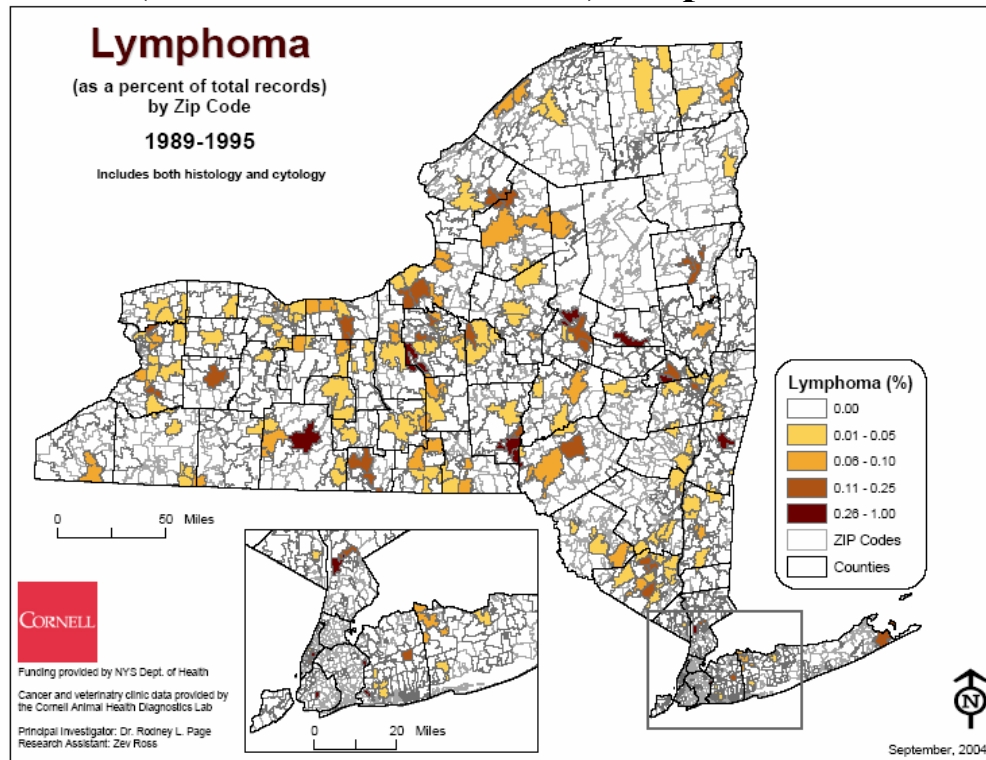 Lymphoma
(as a percent of total records)
by Zip Code
1989-1995
Includes both histology and cytology
Lymphoma (%)
0.00
0.01 - 0.05
0.06 - 0.10
0.11 - 0.25
0.26 - 1.00
ZIP Codes
Counties
0 50 Miles
CORNELL
Funding provided by NYS Dept. of Health
Cancer and veterinatry clinic data provided by
the Cornell Animal Health Diagnostics Lab
Principal Investigator: Dr. Rodney L. Page
Research Assistant: Zev Ross
0 20 Miles
N
September, 2004